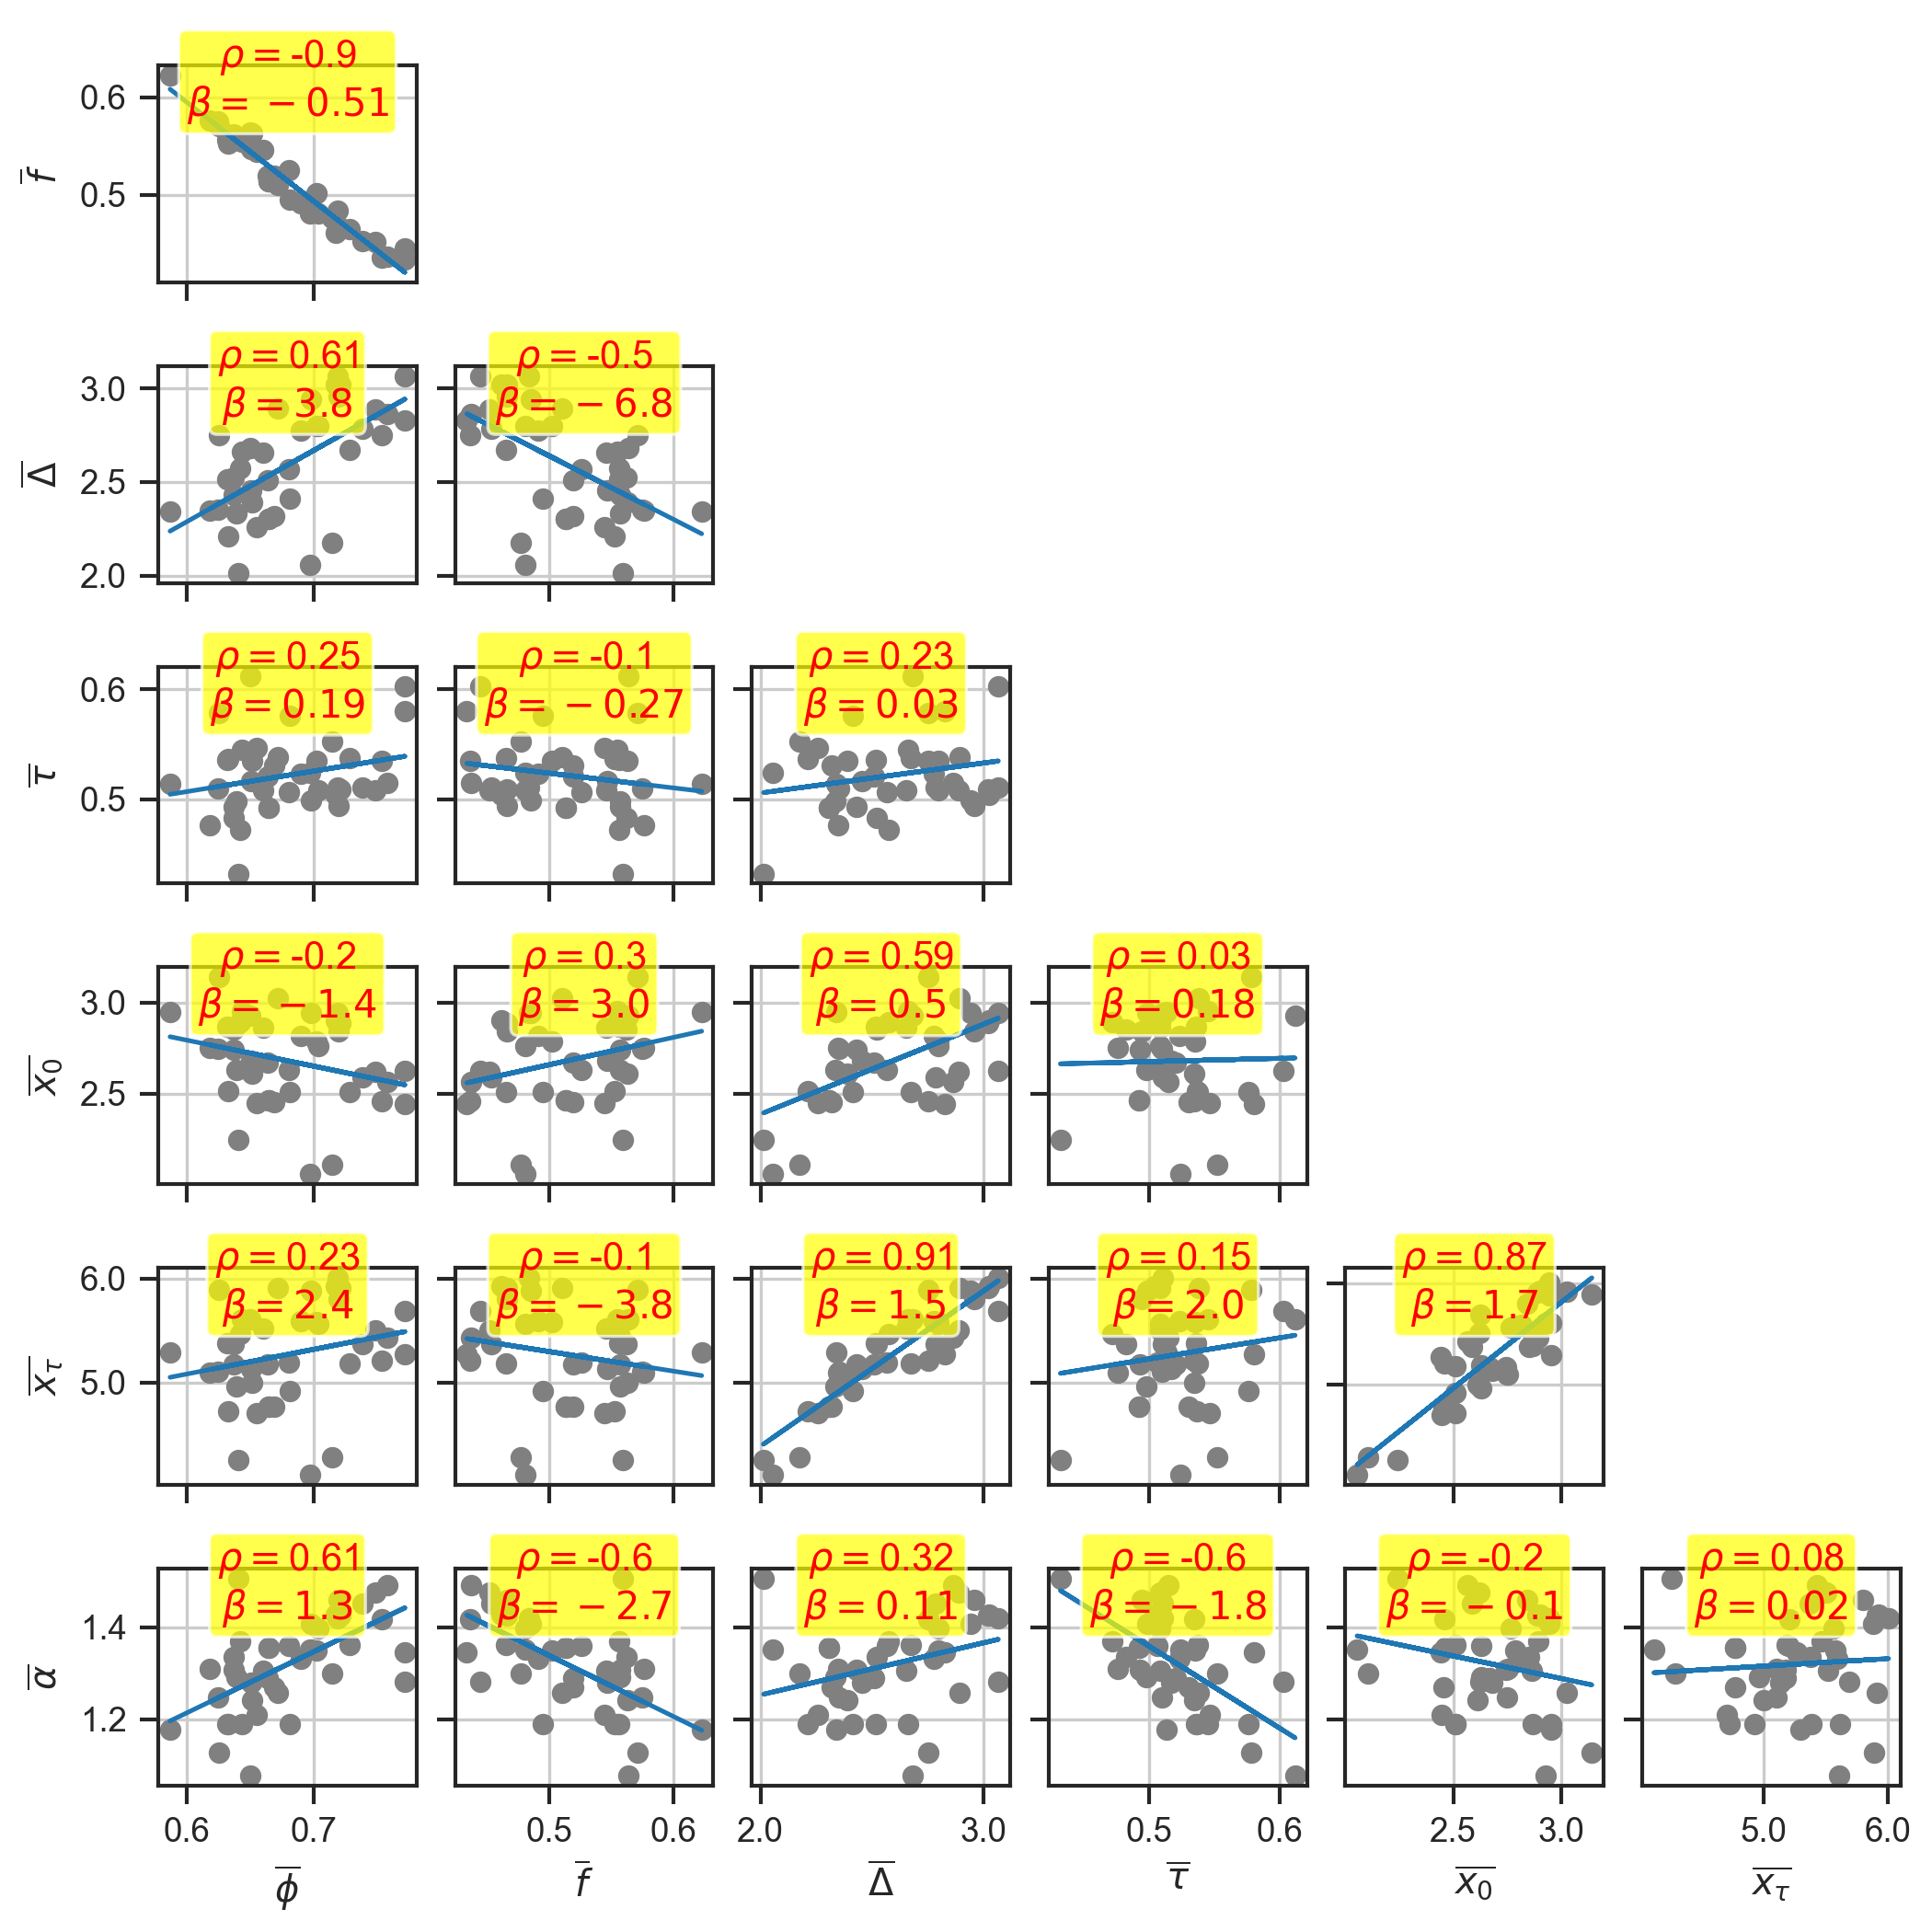 ρ = -0.9
β = − 0.51
0.6
0.5
f̅
ρ = 0.61
β = 3.8
ρ = -0.5
β = − 6.8
3.0
2.5
2.0
Δ̅
ρ = 0.25
β = 0.19
ρ = -0.1
β = − 0.27
ρ = 0.23
β = 0.03
0.6
0.5
τ̅
ρ = -0.2
β = − 1.4
ρ = 0.3
β = 3.0
ρ = 0.59
β = 0.5
ρ = 0.03
β = 0.18
3.0
2.5
x̅₀
ρ = 0.23
β = 2.4
ρ = -0.1
β = − 3.8
ρ = 0.91
β = 1.5
ρ = 0.15
β = 2.0
ρ = 0.87
β = 1.7
6.0
5.0
x̅_τ
ρ = 0.61
β = 1.3
ρ = -0.6
β = − 2.7
ρ = 0.32
β = 0.11
ρ = -0.6
β = − 1.8
ρ = -0.2
β = − 0.1
ρ = 0.08
β = 0.02
1.4
1.2
α̅
0.6 0.7 0.5 0.6 2.0 3.0 0.5 0.6 2.5 3.0 5.0 6.0
ϕ̅ f̅ Δ̅ τ̅ x̅₀ x̅_τ